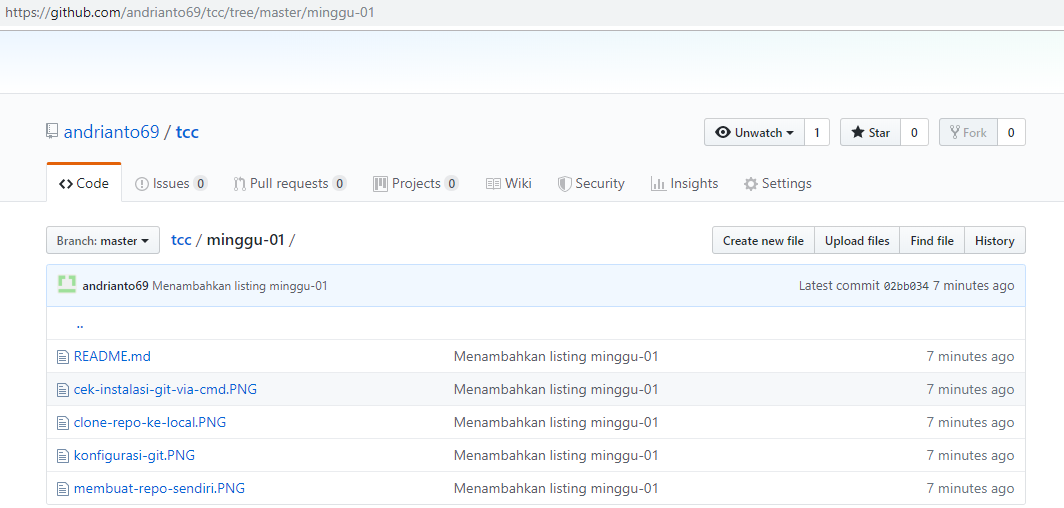 https://github.com/andrianto69/tcc/tree/master/minggu-01
andrianto69 / tcc
Unwatch 1 Star 0 Fork 0
Code Issues 0 Pull requests 0 Projects 0 Wiki Security Insights Settings
Branch: master tcc / minggu-01 / Create new file Upload files Find file History
andrianto69 Menambahkan listing minggu-01 Latest commit 02bb034 7 minutes ago
..
README.md Menambahkan listing minggu-01 7 minutes ago
cek-instalasi-git-via-cmd.PNG Menambahkan listing minggu-01 7 minutes ago
clone-repo-ke-local.PNG Menambahkan listing minggu-01 7 minutes ago
konfigurasi-git.PNG Menambahkan listing minggu-01 7 minutes ago
membuat-repo-sendiri.PNG Menambahkan listing minggu-01 7 minutes ago